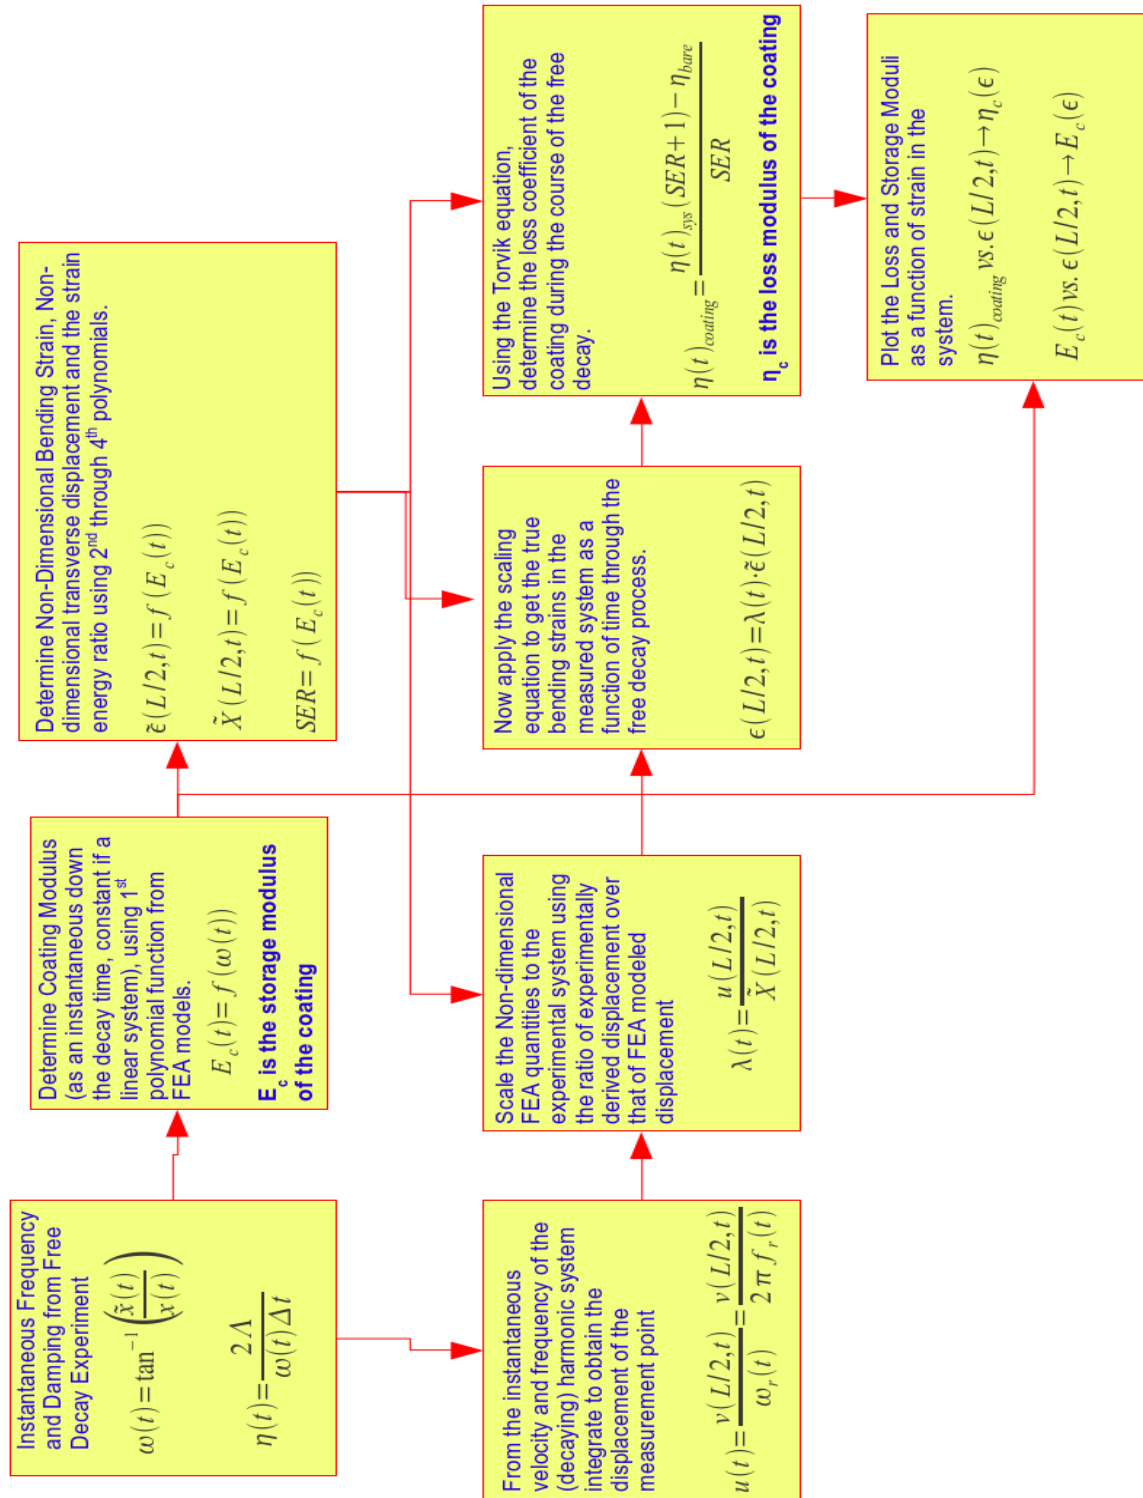 Instantaneous Frequency
and Damping from Free
Decay Experiment
ω(t)=tan⁻¹(x̃(t)/x(t))
η(t)=2Λ/ω(t)Δt
Determine Coating Modulus
(as an instantaneous down
the decay time, constant if a
linear system), using 1st
polynomial function from
FEA models.
E_c(t)=f(ω(t))
E_c is the storage modulus
of the coating
Determine Non-Dimensional Bending Strain, Non-
dimensional transverse displacement and the strain
energy ratio using 2nd through 4th polynomials.
ε̃(L/2,t)=f(E_c(t))
X̃(L/2,t)=f(E_c(t))
SER=f(E_c(t))
From the instantaneous
velocity and frequency of the
(decaying) harmonic system
integrate to obtain the
displacement of the
measurement point
u(t)=v(L/2,t)/ω_r(t)=v(L/2,t)/2πf_r(t)
Scale the Non-dimensional
FEA quantities to the
experimental system using
the ratio of experimentally
derived displacement over
that of FEA modeled
displacement
λ(t)=u(L/2,t)/X̃(L/2,t)
Now apply the scaling
equation to get the true
bending strains in the
measured system as a
function of time through the
free decay process.
ϵ(L/2,t)=λ(t)·ϵ̃(L/2,t)
Using the Torvik equation,
determine the loss coefficient of the
coating during the course of the free
decay.
η(t)_coating=η(t)_sys(SER+1)−η_bare/SER
η_c is the loss modulus of the coating
Plot the Loss and Storage Moduli
as a function of strain in the
system.
η(t)_coating vs.ϵ(L/2,t)→η_c(ϵ)
E_c(t)vs.ϵ(L/2,t)→E_c(ϵ)